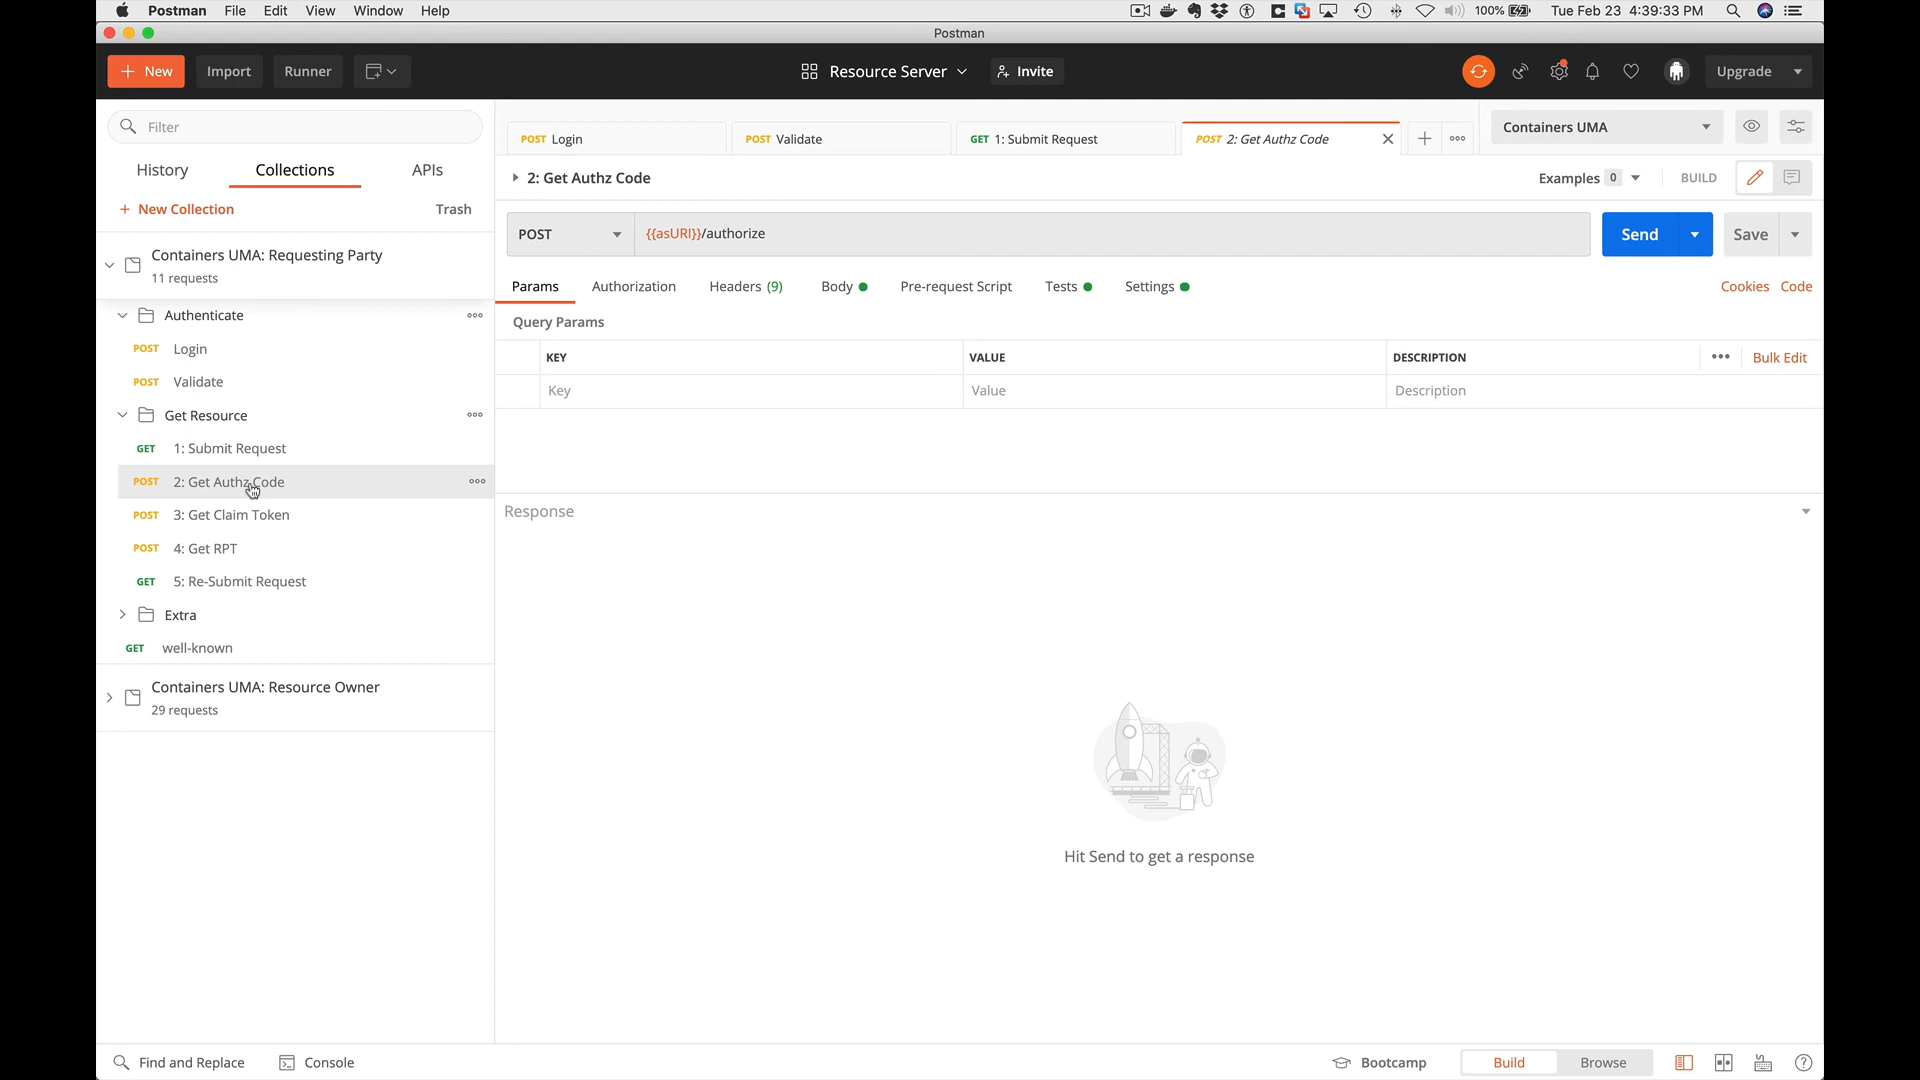 Postman File Edit View Window Help 100% Tue Feb 23 4:39:33 PM
Postman
+ New Import Runner Resource Server Invite Upgrade
Filter
History Collections APIs
+ New Collection Trash
Containers UMA: Requesting Party
11 requests
Authenticate
POST Login
POST Validate
Get Resource
GET 1: Submit Request
POST 2: Get Authz Code
POST 3: Get Claim Token
POST 4: Get RPT
GET 5: Re-Submit Request
Extra
GET well-known
Containers UMA: Resource Owner
29 requests
POST Login POST Validate GET 1: Submit Request POST 2: Get Authz Code Containers UMA
2: Get Authz Code Examples 0 BUILD
POST {{asURI}}/authorize Send Save
Params Authorization Headers (9) Body Pre-request Script Tests Settings Cookies Code
Query Params
KEY VALUE DESCRIPTION Bulk Edit
Key Value Description
Response
Hit Send to get a response
Find and Replace Console Bootcamp Build Browse